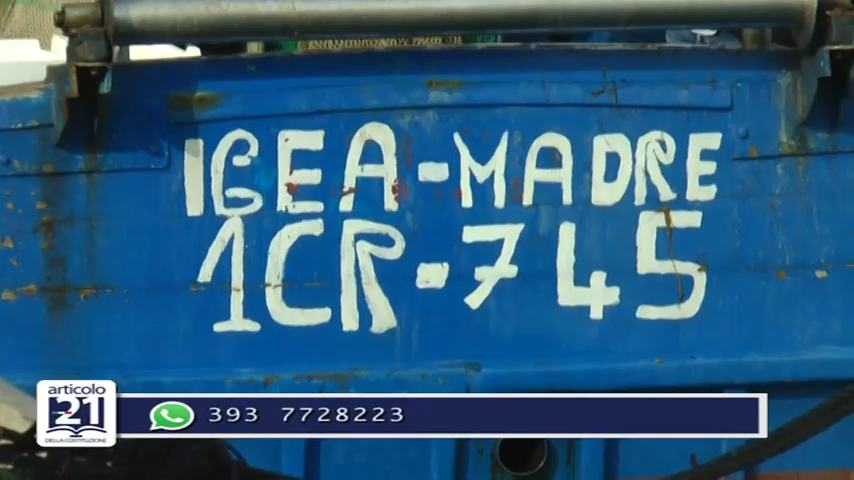 IGEA-MADRE
1CR-745
articolo
21
DELLA COSTITUZIONE
393 7728223